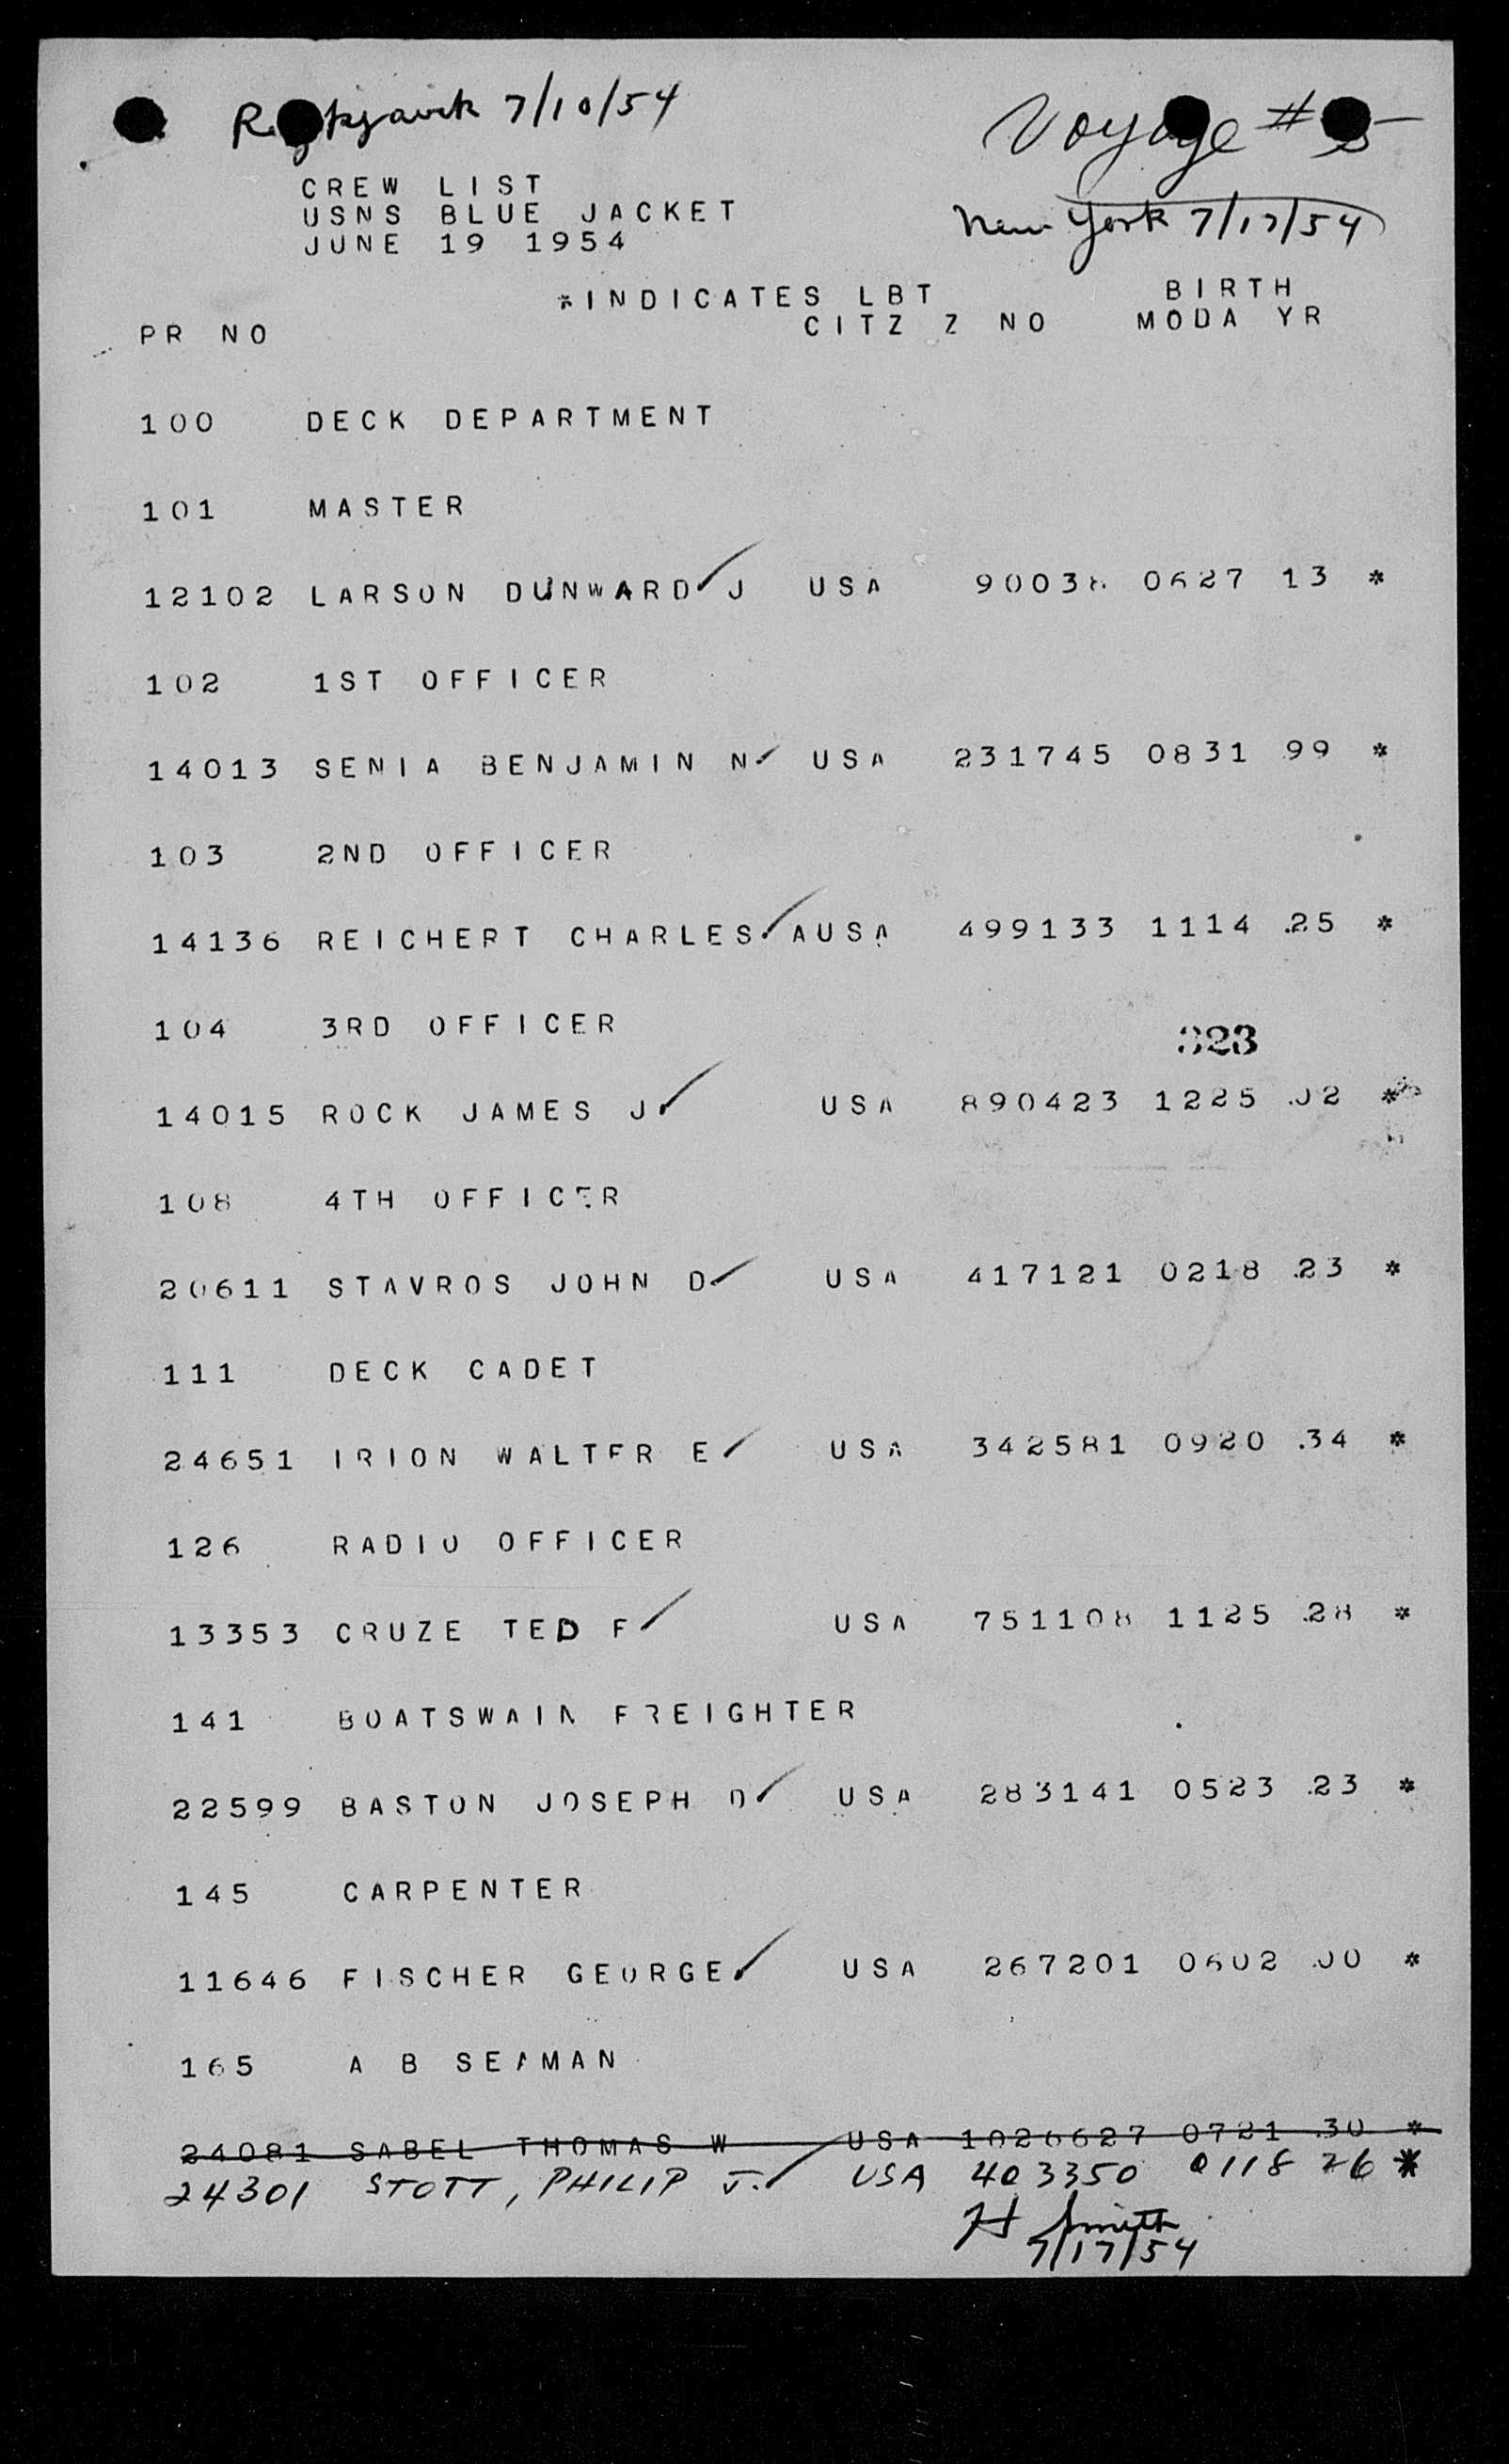 Reykjavik 7/10/54
Voyage #5
CREW LIST
USNS BLUE JACKET
New York 7/17/54
JUNE 19 1954
*INDICATES LBT BIRTH
PR NO CITZ Z NO MODA YR
100 DECK DEPARTMENT
101 MASTER
12102 LARSON DUNWARD J USA 90038 0627 13 *
102 1ST OFFICER
14013 SENIA BENJAMIN N USA 231745 0831 99 *
103 2ND OFFICER
14136 REICHERT CHARLES A USA 499133 1114 25 *
104 3RD OFFICER
323
14015 ROCK JAMES J USA 890423 1225 02 *
108 4TH OFFICER
20611 STAVROS JOHN D USA 417121 0218 23 *
111 DECK CADET
24651 IRION WALTER E USA 342581 0920 34 *
126 RADIO OFFICER
13353 CRUZE TED F USA 751108 1125 28 *
141 BOATSWAIN FREIGHTER
22599 BASTON JOSEPH D USA 283141 0523 23 *
145 CARPENTER
11646 FISCHER GEORGE USA 267201 0602 00 *
165 A B SEAMAN
24081 SABEL THOMAS W USA 1026627 0721 30 *
24301 STOTT, PHILIP J. USA 403350 0118 26 *
H Smith
7/17/54